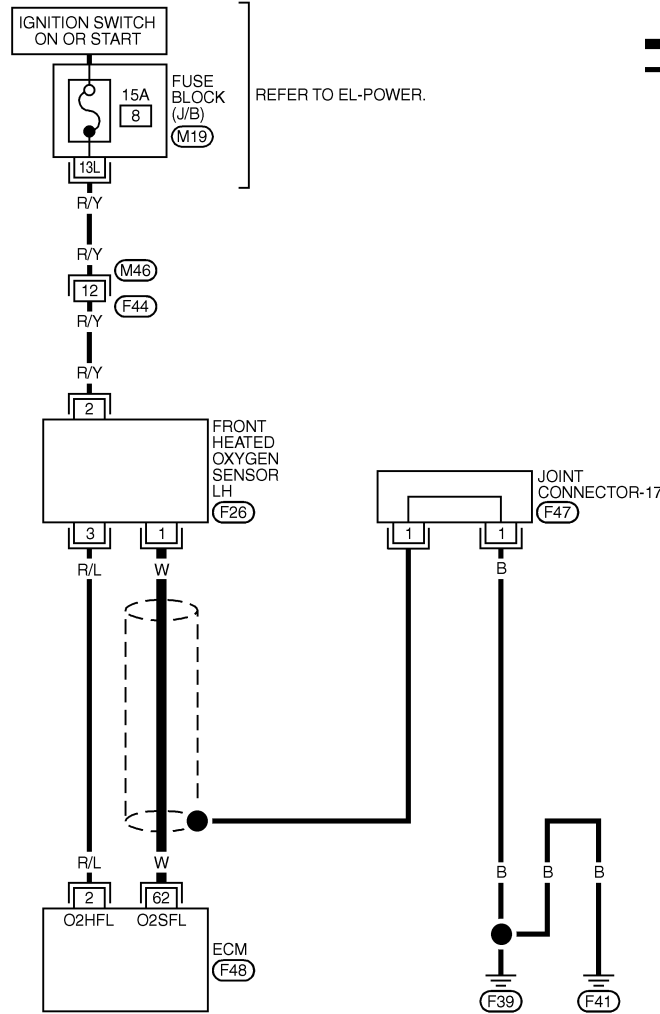 IGNITION SWITCH
ON OR START
FUSE
BLOCK
(J/B)
M19
15A
8
REFER TO EL-POWER.
13L
R/Y
R/Y
M46
12
F44
R/Y
R/Y
2
FRONT
HEATED
OXYGEN
SENSOR
LH
F26
JOINT
CONNECTOR-17
F47
3
1
1
1
R/L
W
B
R/L
W
B
B
B
2
62
O2HFL
O2SFL
ECM
F48
F39
F41